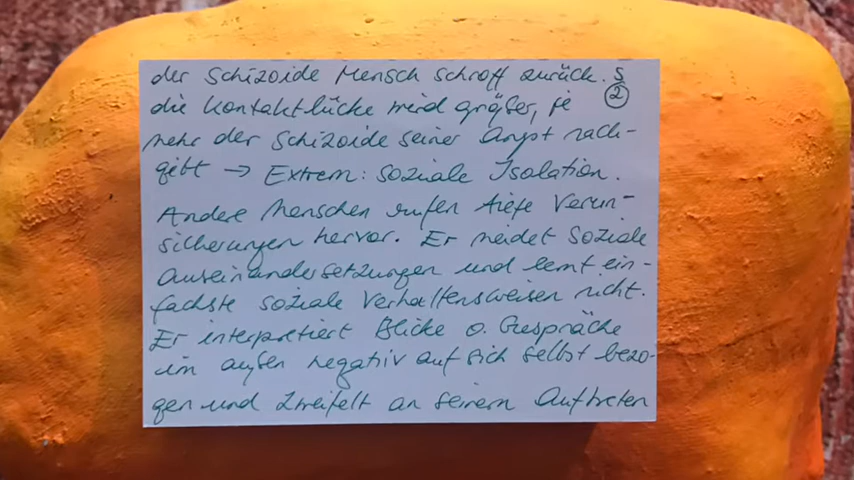 der Schizoide Mensch schroff zurück. S
die Kontaktlücke wird größer, je ②
mehr der Schizoide seiner Angst nach-
gibt → Extrem: soziale Isolation.
Andere Menschen rufen tiefe Verun-
sicherungen hervor. Er meidet soziale
Auseinandersetzungen und lernt ein-
fachste soziale Verhaltensweisen nicht.
Er interpretiert Blicke o. Gespräche
im außen negativ auf sich selbst bezo-
gen und zweifelt an seinem Auftreten